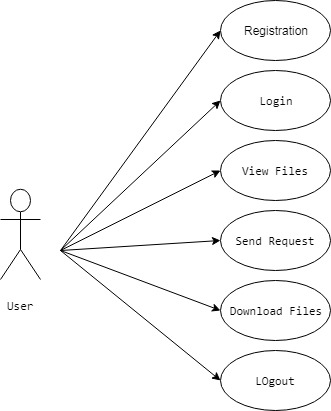 Registration
Login
View Files
Send Request
User
Download Files
LOgout